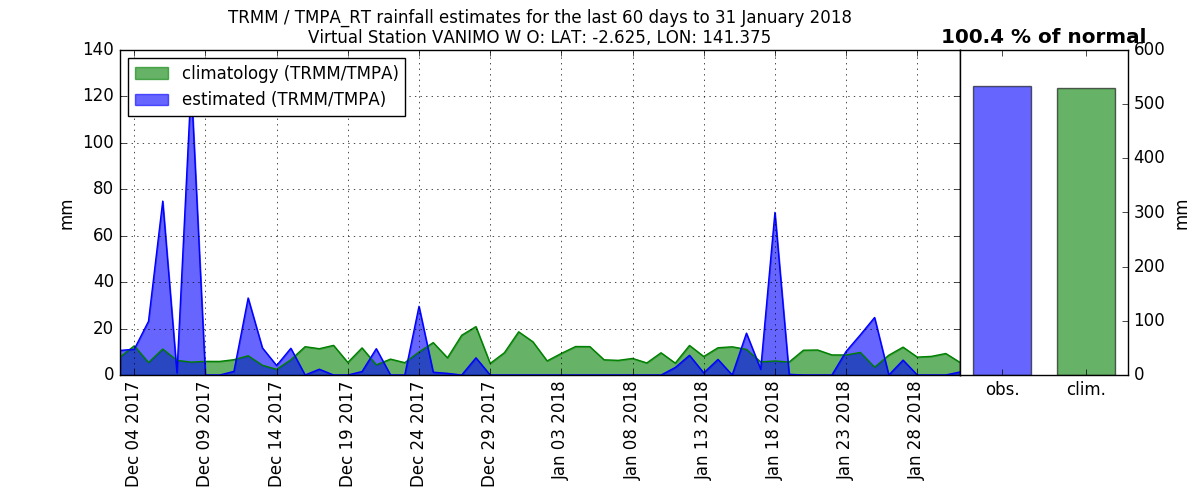 TRMM / TMPA_RT rainfall estimates for the last 60 days to 31 January 2018
Virtual Station VANIMO W O: LAT: -2.625, LON: 141.375
100.4 % of normal
climatology (TRMM/TMPA)
estimated (TRMM/TMPA)
mm
140
120
100
80
60
40
20
0
Dec 04 2017
Dec 09 2017
Dec 14 2017
Dec 19 2017
Dec 24 2017
Dec 29 2017
Jan 03 2018
Jan 08 2018
Jan 13 2018
Jan 18 2018
Jan 23 2018
Jan 28 2018
obs.
clim.
600
500
400
300
200
100
0
mm